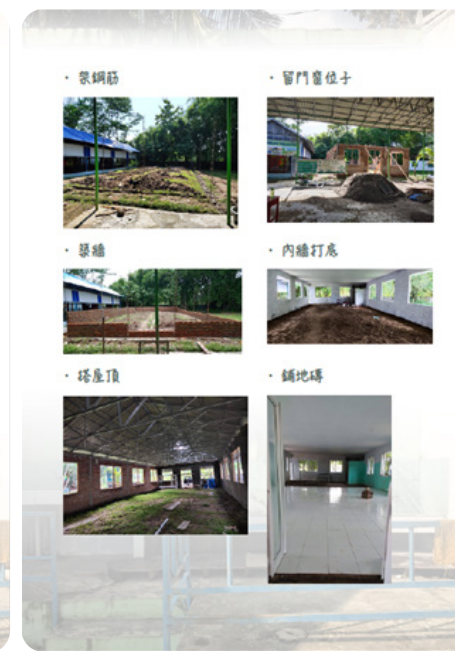 · 架鋼筋
· 留門窗位子
· 築牆
· 內牆打底
· 搭屋頂
· 鋪地磚